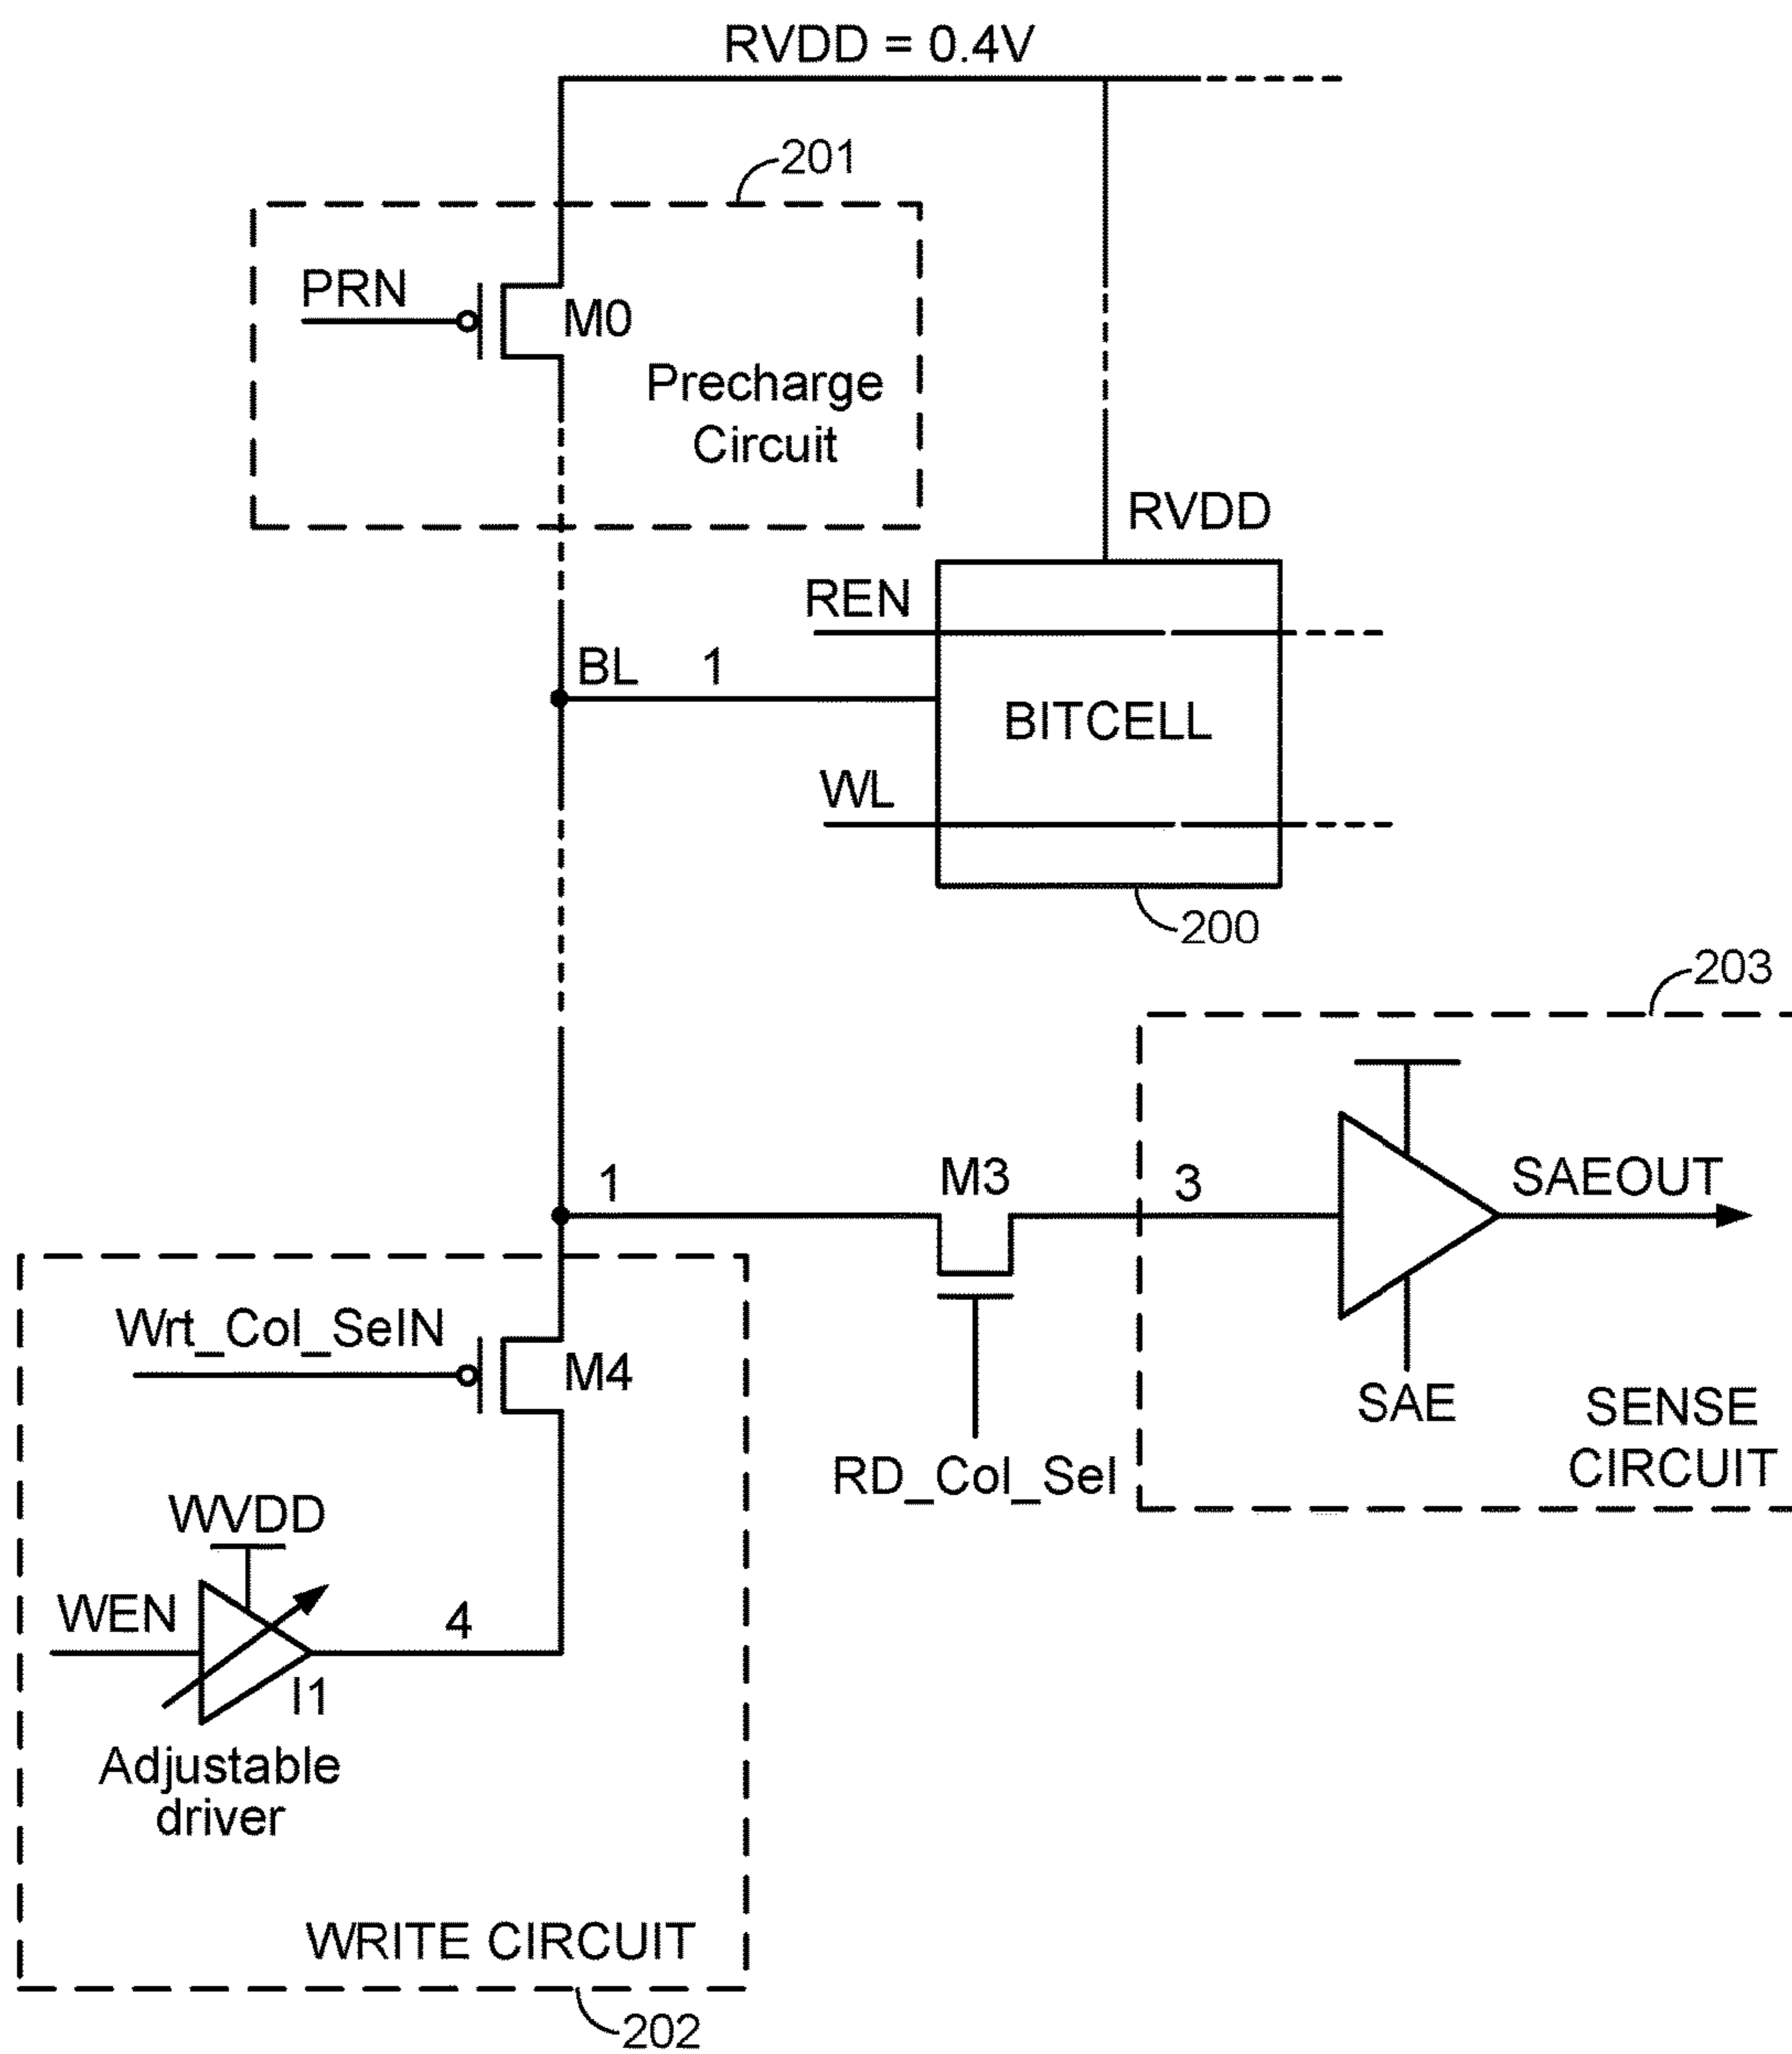 RVDD = 0.4V
201
PRN
M0
Precharge
Circuit
RVDD
REN
BL 1
BITCELL
WL
200
203
1
M3
3
SAEOUT
Wrt_Col_SelN
M4
SAE
SENSE
CIRCUIT
RD_Col_Sel
WVDD
WEN
4
I1
Adjustable
driver
WRITE CIRCUIT
202